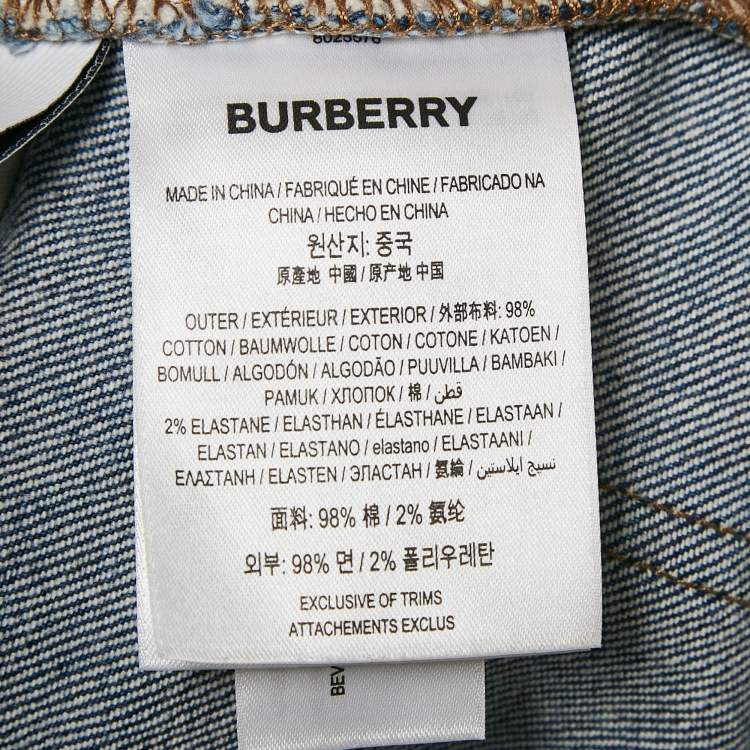 8025576
BURBERRY
MADE IN CHINA / FABRIQUÉ EN CHINE / FABRICADO NA
CHINA / HECHO EN CHINA
원산지: 중국
原產地 中國 / 原产地 中国
OUTER / EXTÉRIEUR / EXTERIOR / 外部布料: 98%
COTTON / BAUMWOLLE / COTON / COTONE / KATOEN /
BOMULL / ALGODÓN / ALGODÃO / PUUVILLA / BAMBAKI /
PAMUK / ХЛОПОК / 棉 / قطن /
2% ELASTANE / ELASTHAN / ÉLASTHANE / ELASTAAN /
ELASTAN / ELASTANO / elastano / ELASTAANI /
ΕΛΑΣΤΑΝΗ / ELASTEN / ЭЛАСТАН / 氨綸 / نسيج ايلاستين
面料: 98% 棉 / 2% 氨纶
외부: 98% 면 / 2% 폴리우레탄
EXCLUSIVE OF TRIMS
ATTACHEMENTS EXCLUS
BEV